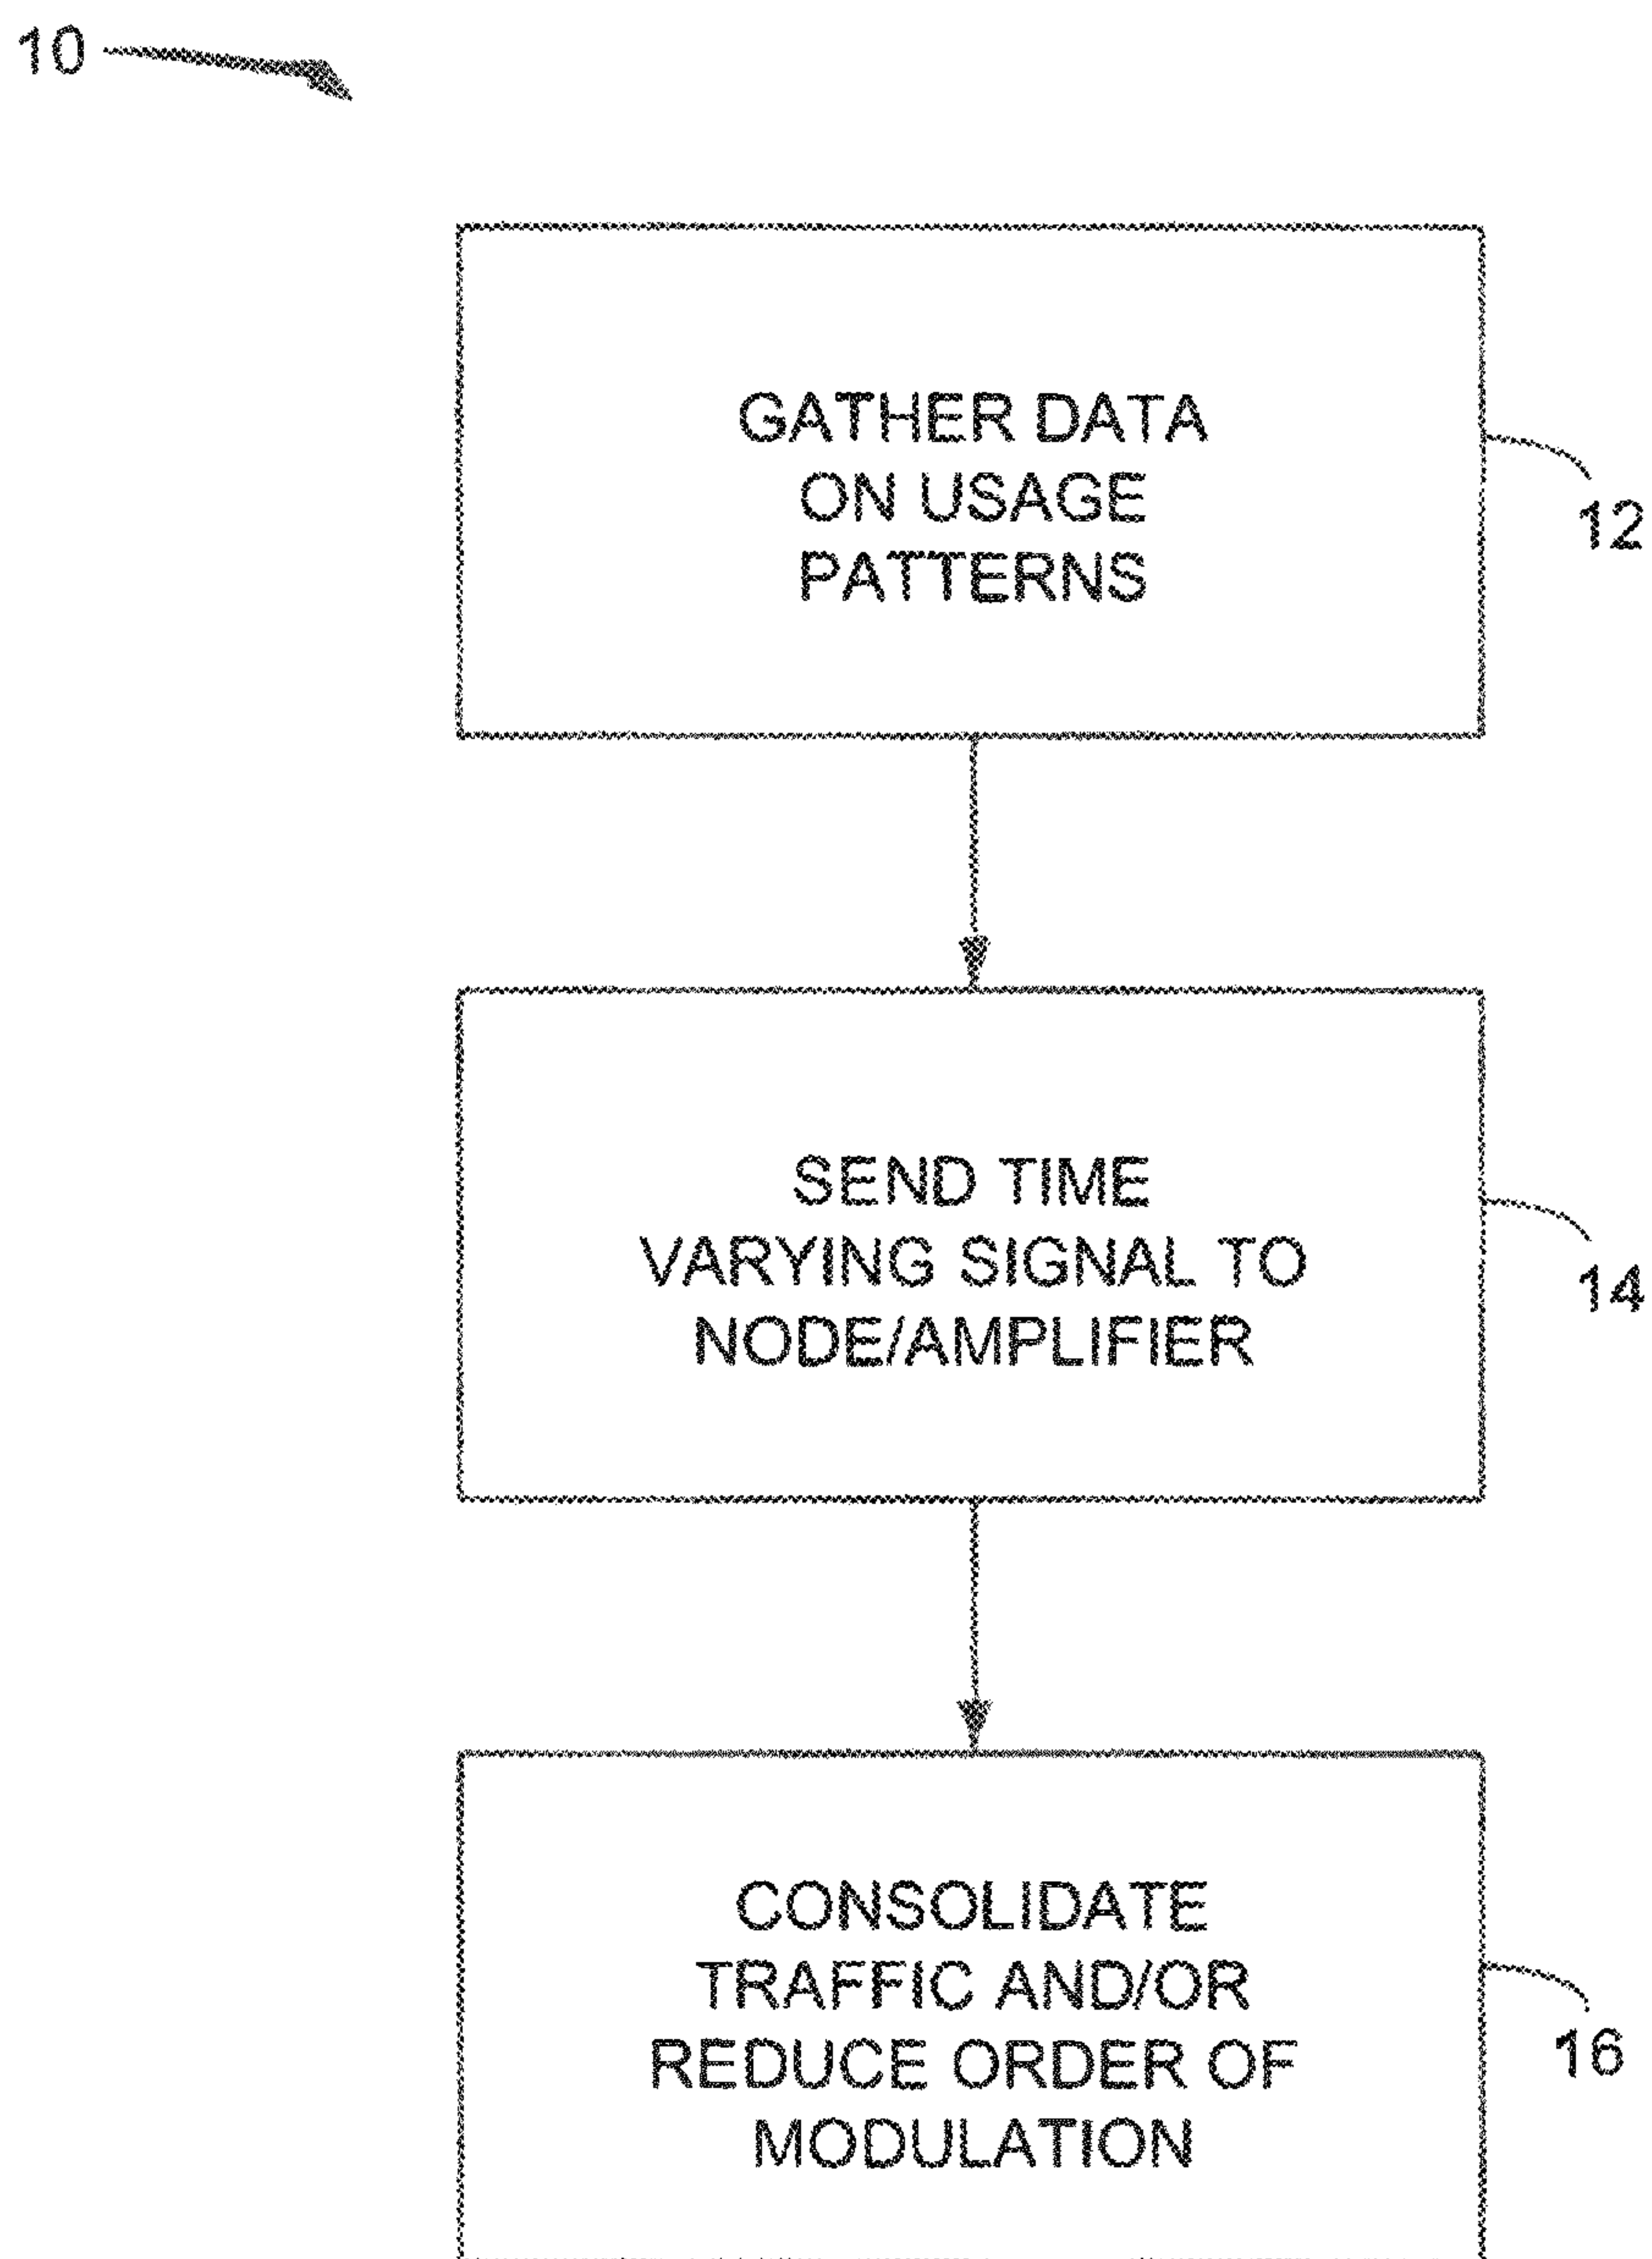 10
GATHER DATA
ON USAGE
PATTERNS
12
SEND TIME
VARYING SIGNAL TO
NODE/AMPLIFIER
14
CONSOLIDATE
TRAFFIC AND/OR
REDUCE ORDER OF
MODULATION
16